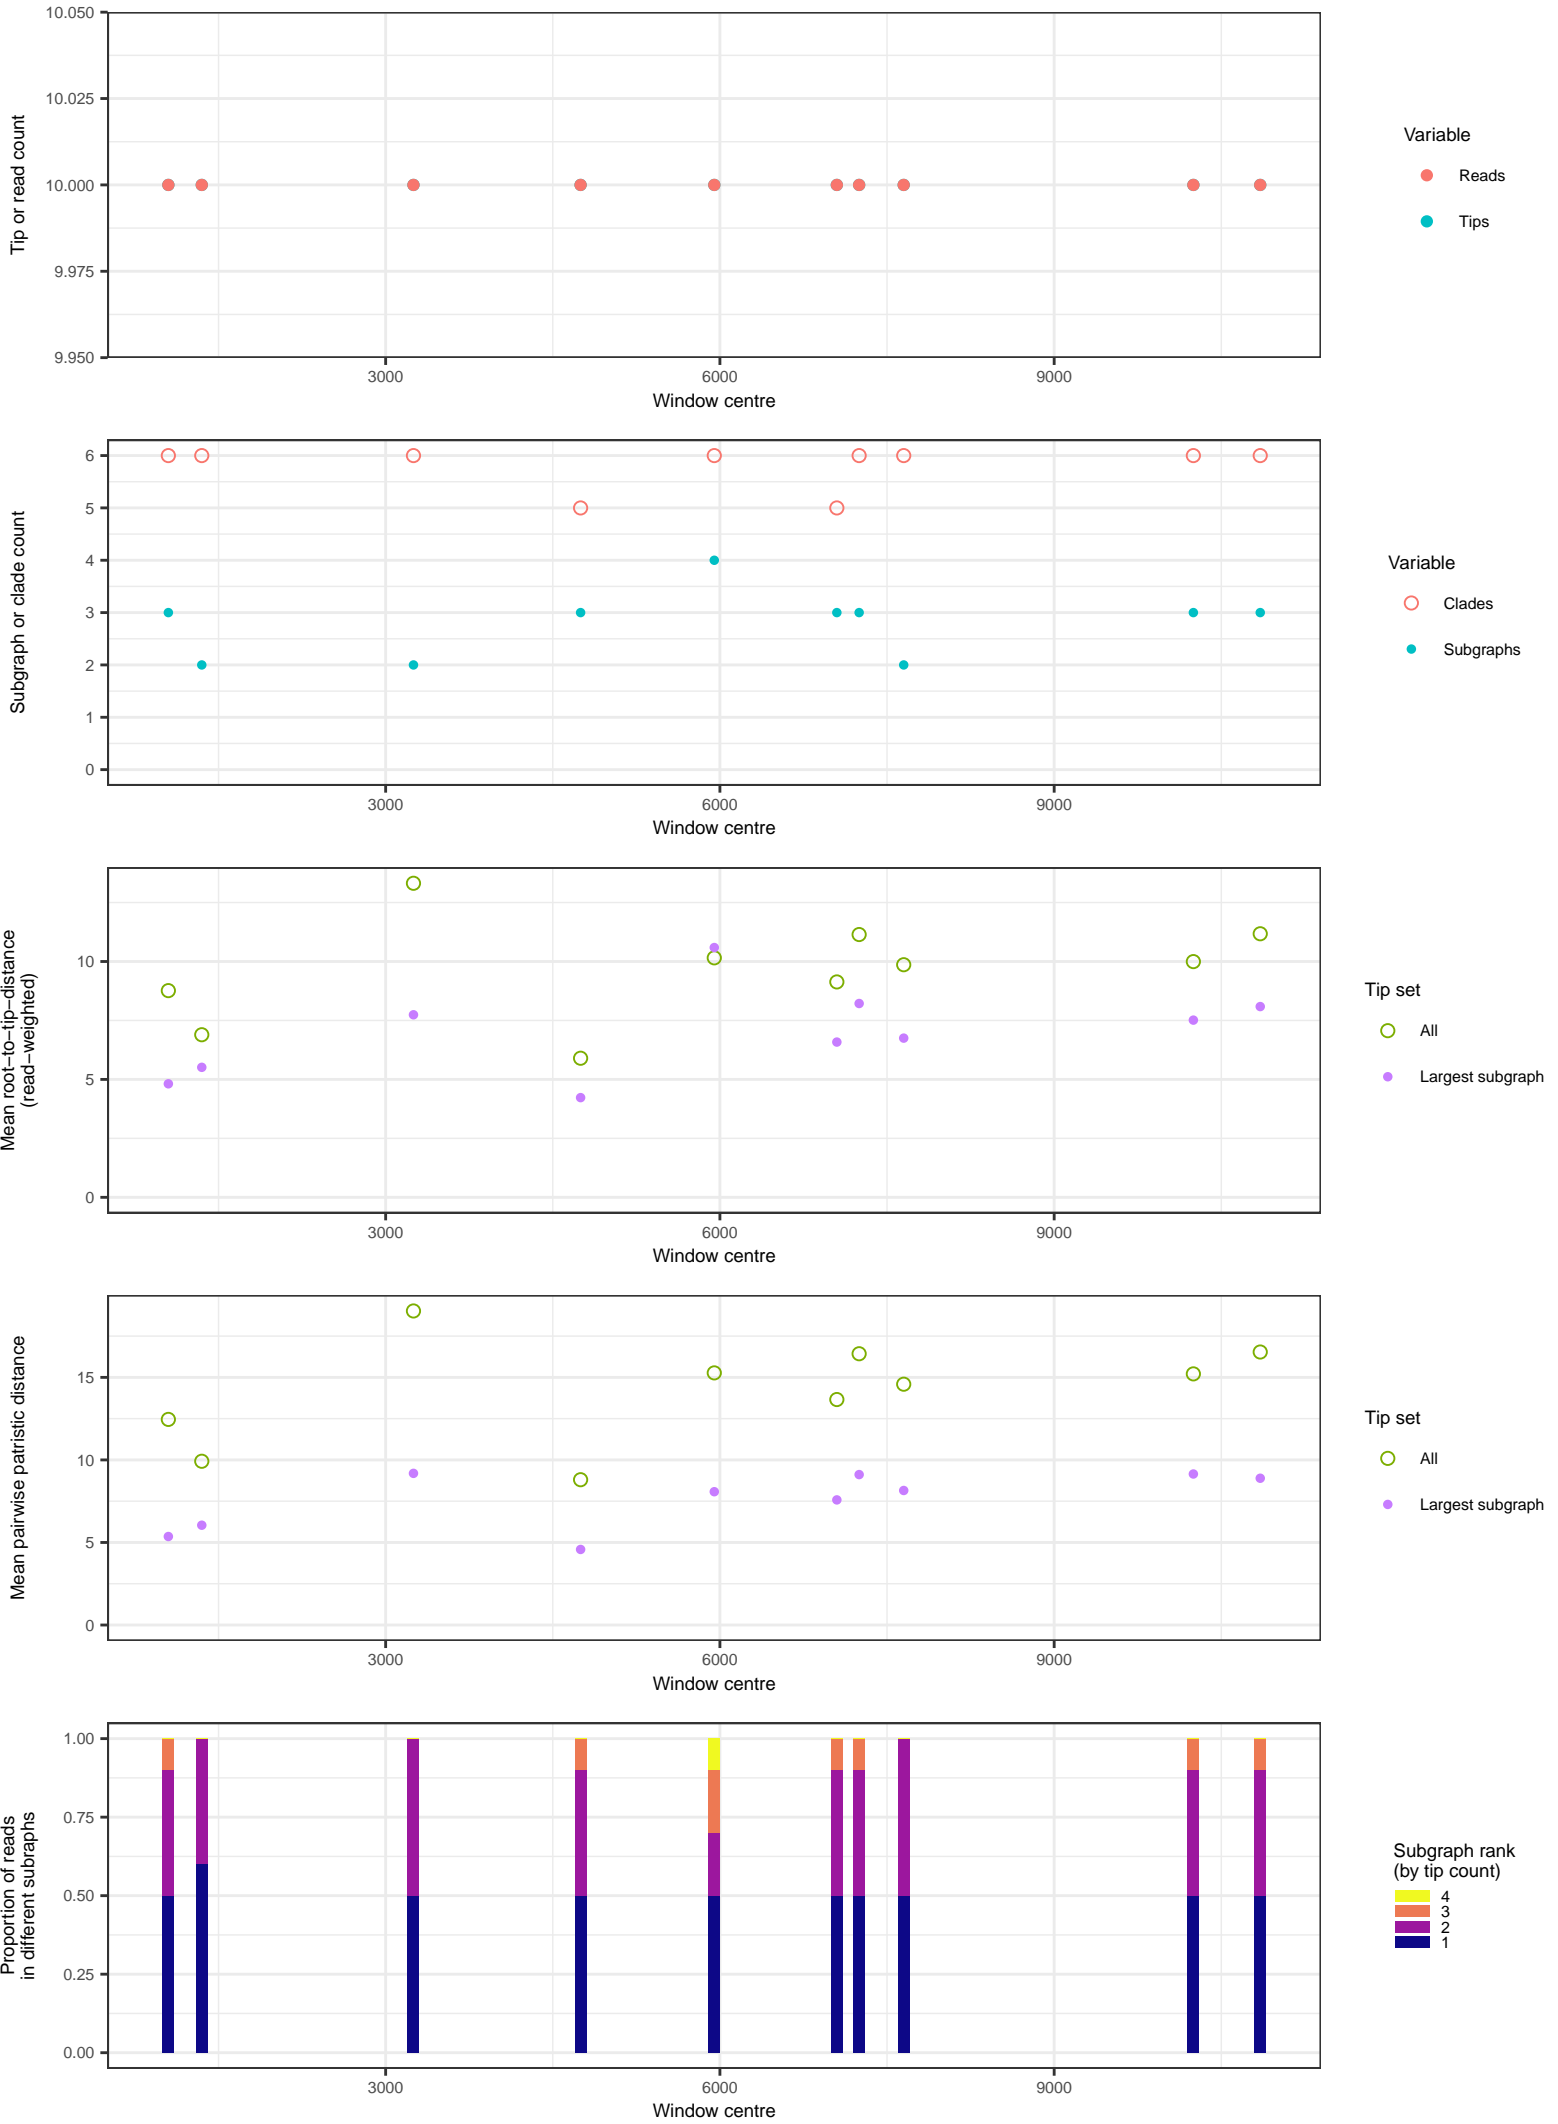 10.050
10.025
10.000
9.975
9.950
Tip or read count
3000 6000 9000
Window centre
Variable
Reads
Tips
6
5
4
3
2
1
0
Subgraph or clade count
3000 6000 9000
Window centre
Variable
Clades
Subgraphs
10
5
0
Mean root−to−tip−distance
(read−weighted)
3000 6000 9000
Window centre
Tip set
All
Largest subgraph
15
10
5
0
Mean pairwise patristic distance
3000 6000 9000
Window centre
Tip set
All
Largest subgraph
1.00
0.75
0.50
0.25
0.00
Proportion of reads
in different subraphs
3000 6000 9000
Window centre
Subgraph rank
(by tip count)
4
3
2
1